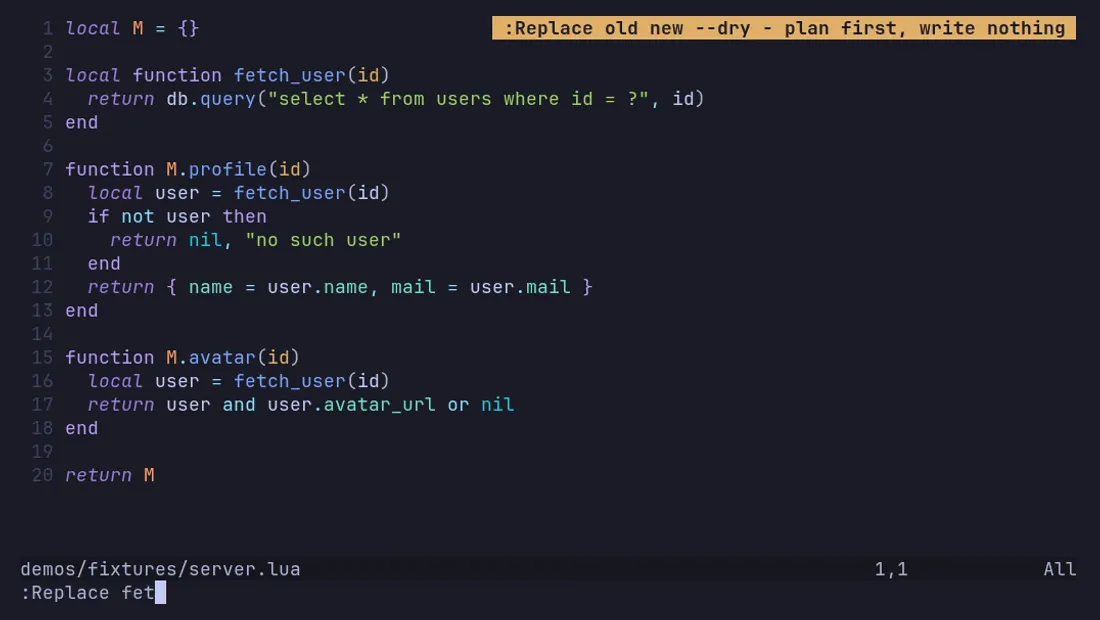 :Replace old new --dry - plan first, write nothing
1 local M = {}
2
3 local function fetch_user(id)
4   return db.query("select * from users where id = ?", id)
5 end
6
7 function M.profile(id)
8   local user = fetch_user(id)
9   if not user then
10     return nil, "no such user"
11   end
12   return { name = user.name, mail = user.mail }
13 end
14
15 function M.avatar(id)
16   local user = fetch_user(id)
17   return user and user.avatar_url or nil
18 end
19
20 return M
demos/fixtures/server.lua 1,1 All
:Replace fet